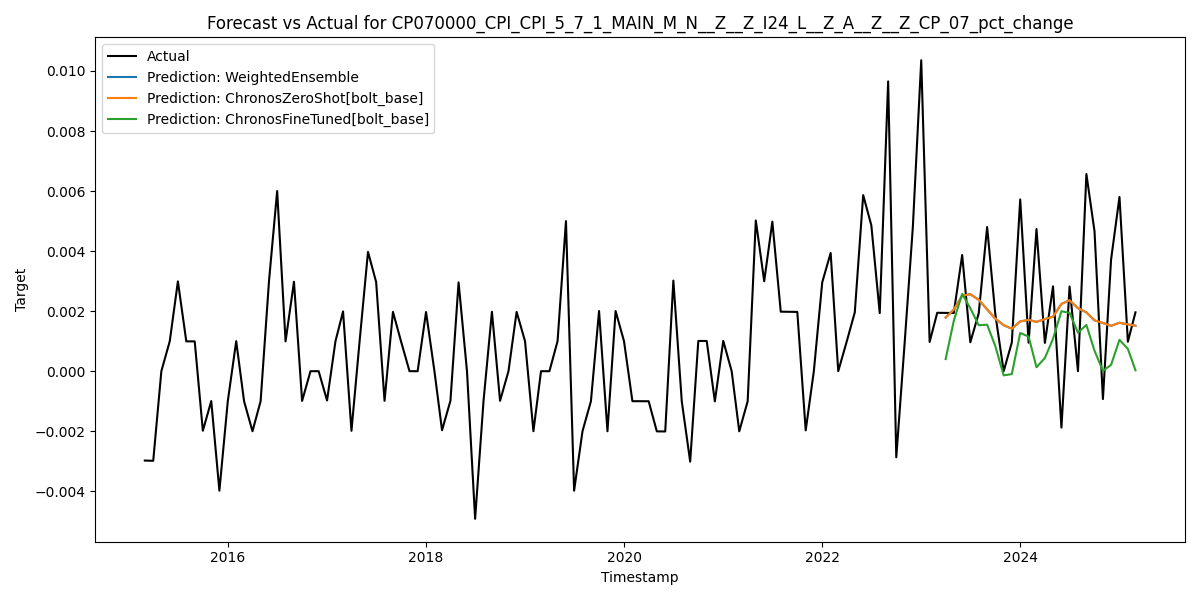 Forecast vs Actual for CP070000_CPI_CPI_5_7_1_MAIN_M_N__Z__Z_I24_L__Z_A__Z__Z_CP_07_pct_change
Actual
Prediction: WeightedEnsemble
Prediction: ChronosZeroShot[bolt_base]
Prediction: ChronosFineTuned[bolt_base]
0.010
0.008
0.006
0.004
0.002
0.000
−0.002
−0.004
Target
2016 2018 2020 2022 2024
Timestamp